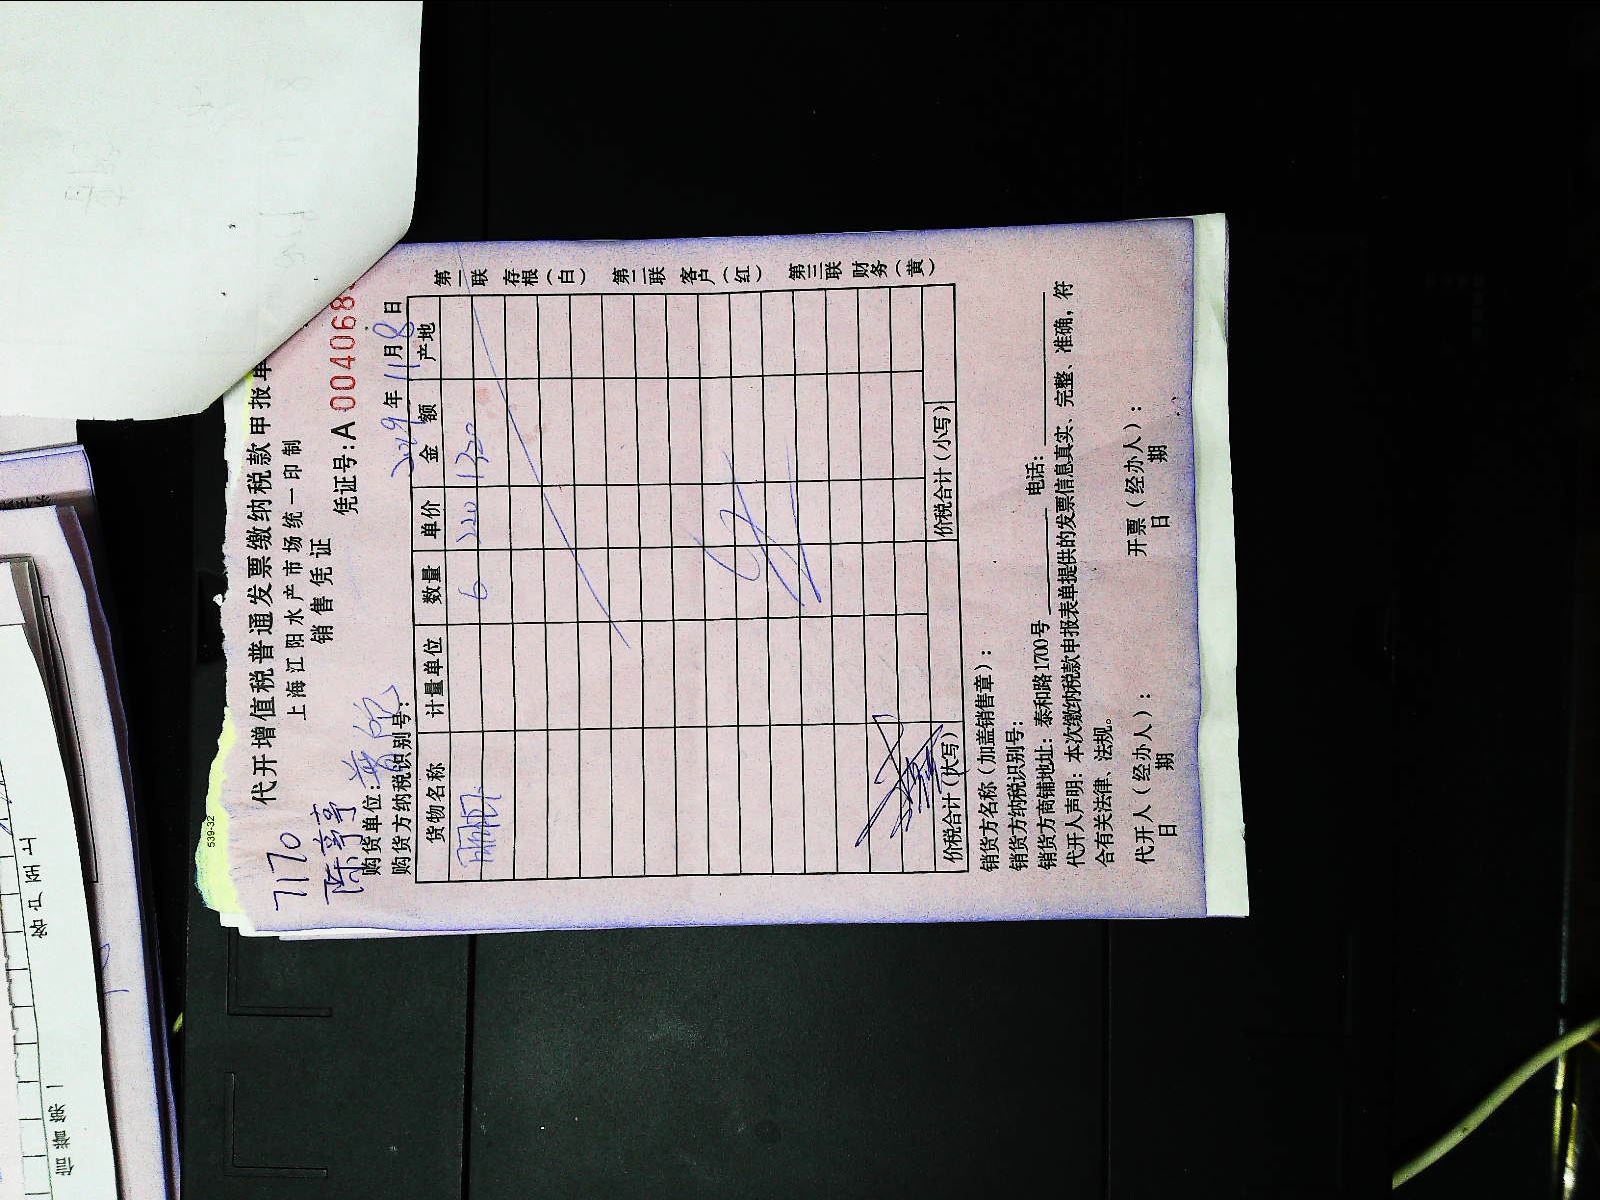 539-32
7170
代开增值税普通发票缴纳税款申报单
上海江阳水产市场统一印制
陈亭亭
销售凭证
凭证号:A 004068
购货单位:
2019年11月8日
购货方纳税识别号:
货物名称 计量单位 数量 单价 金额 产地
6 220 1320
价税合计(大写) 价税合计(小写)
第一联 存根(白) 第二联 客户(红) 第三联 财务(黄)
销货方名称(加盖销售章):
销货方纳税识别号:
销货方商铺地址: 泰和路1700号 电话:
代开人声明: 本次缴纳税款申报表单提供的发票信息真实、完整、准确, 符
合有关法律、法规。
代开人(经办人): 开票(经办人):
日 期 日 期